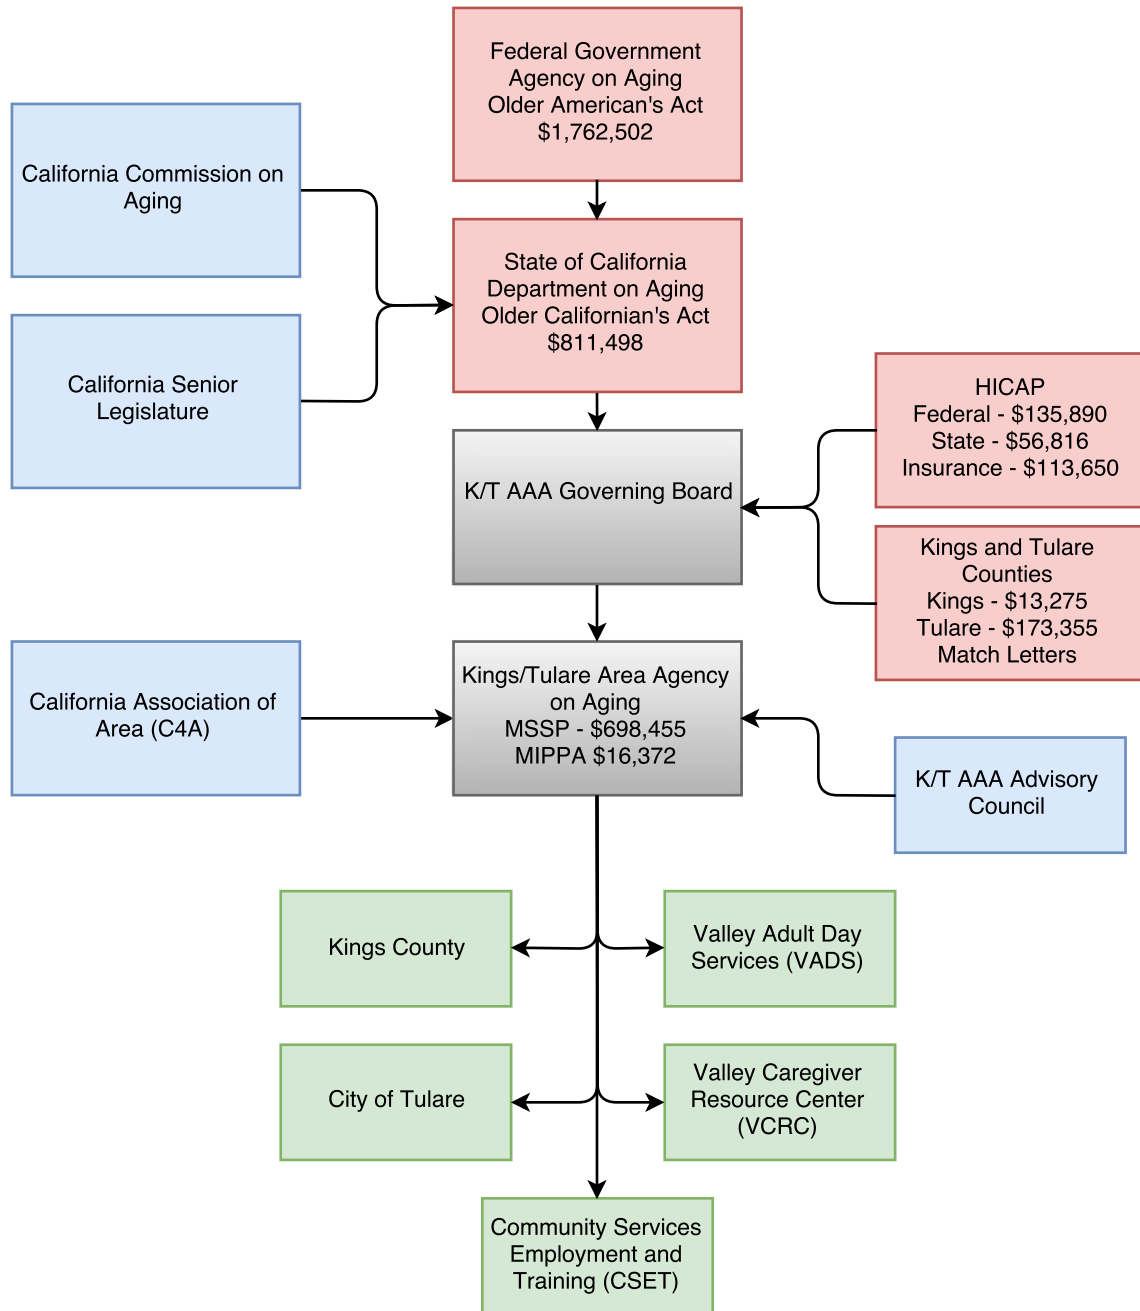 Federal Government
Agency on Aging
Older American's Act
$1,762,502
California Commission on
Aging
State of California
Department on Aging
Older Californian's Act
$811,498
California Senior
Legislature
HICAP
Federal - $135,890
State - $56,816
Insurance - $113,650
K/T AAA Governing Board
Kings and Tulare
Counties
Kings - $13,275
Tulare - $173,355
Match Letters
California Association of
Area (C4A)
Kings/Tulare Area Agency
on Aging
MSSP - $698,455
MIPPA $16,372
K/T AAA Advisory
Council
Kings County
Valley Adult Day
Services (VADS)
City of Tulare
Valley Caregiver
Resource Center
(VCRC)
Community Services
Employment and
Training (CSET)